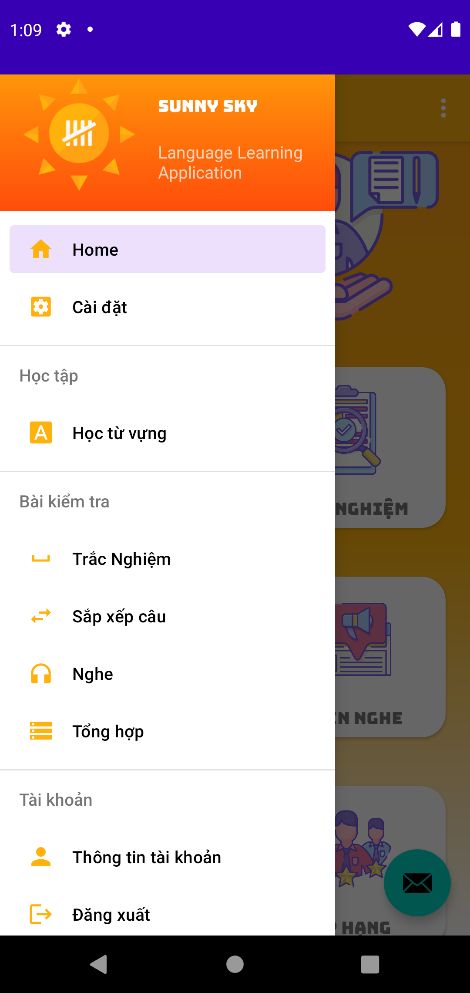 1:09
SUNNY SKY
Language Learning
Application
Home
Cài đặt
Học tập
A
Học từ vựng
NGHIỆM
Bài kiểm tra
Trắc Nghiệm
Sắp xếp câu
Nghe
NGHE
Tổng hợp
Tài khoản
Thông tin tài khoản
Đăng xuất
HẠNG